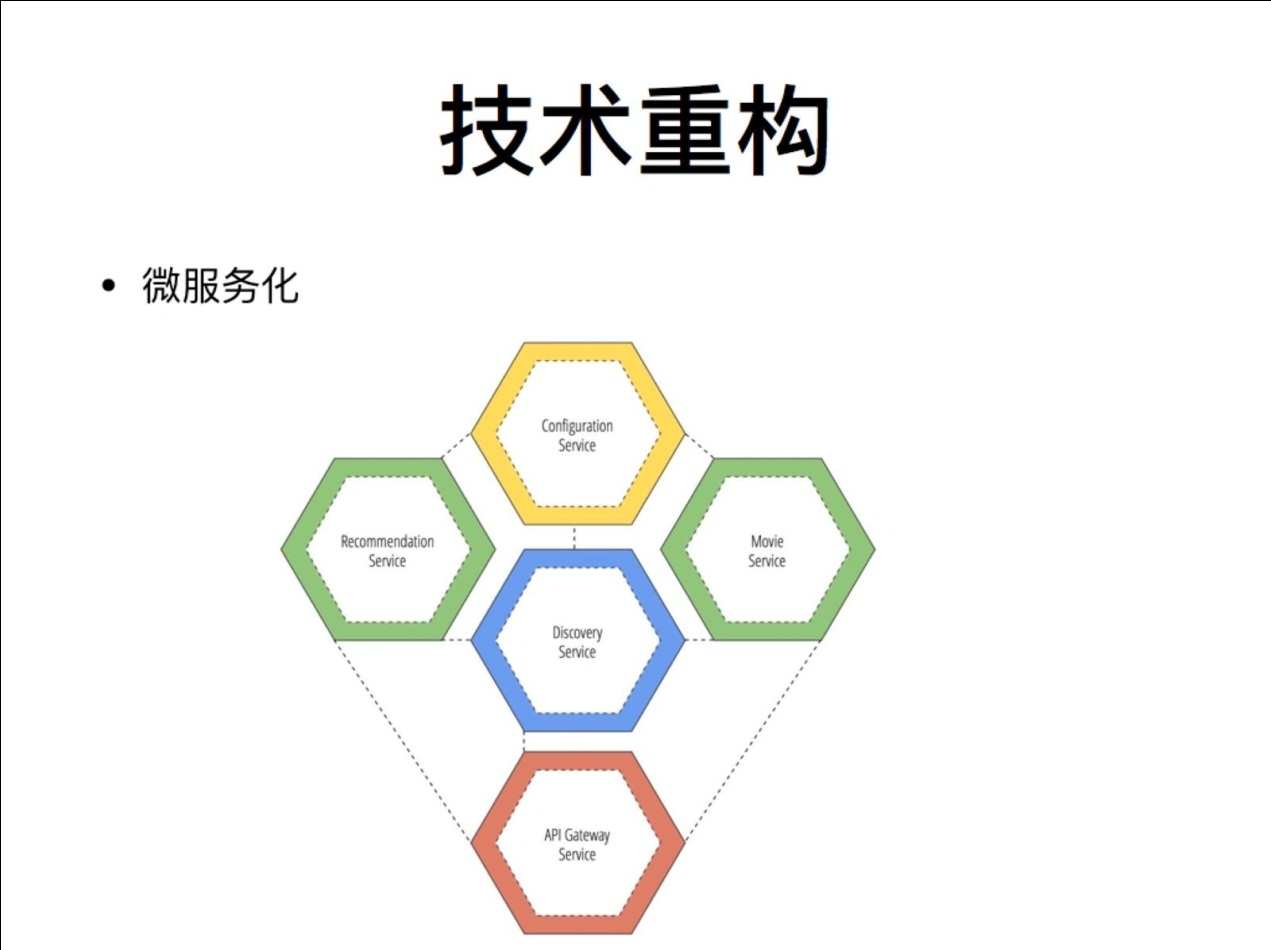 技术重构
• 微服务化
Configuration
Service
Recommendation
Service
Movie
Service
Discovery
Service
API Gateway
Service